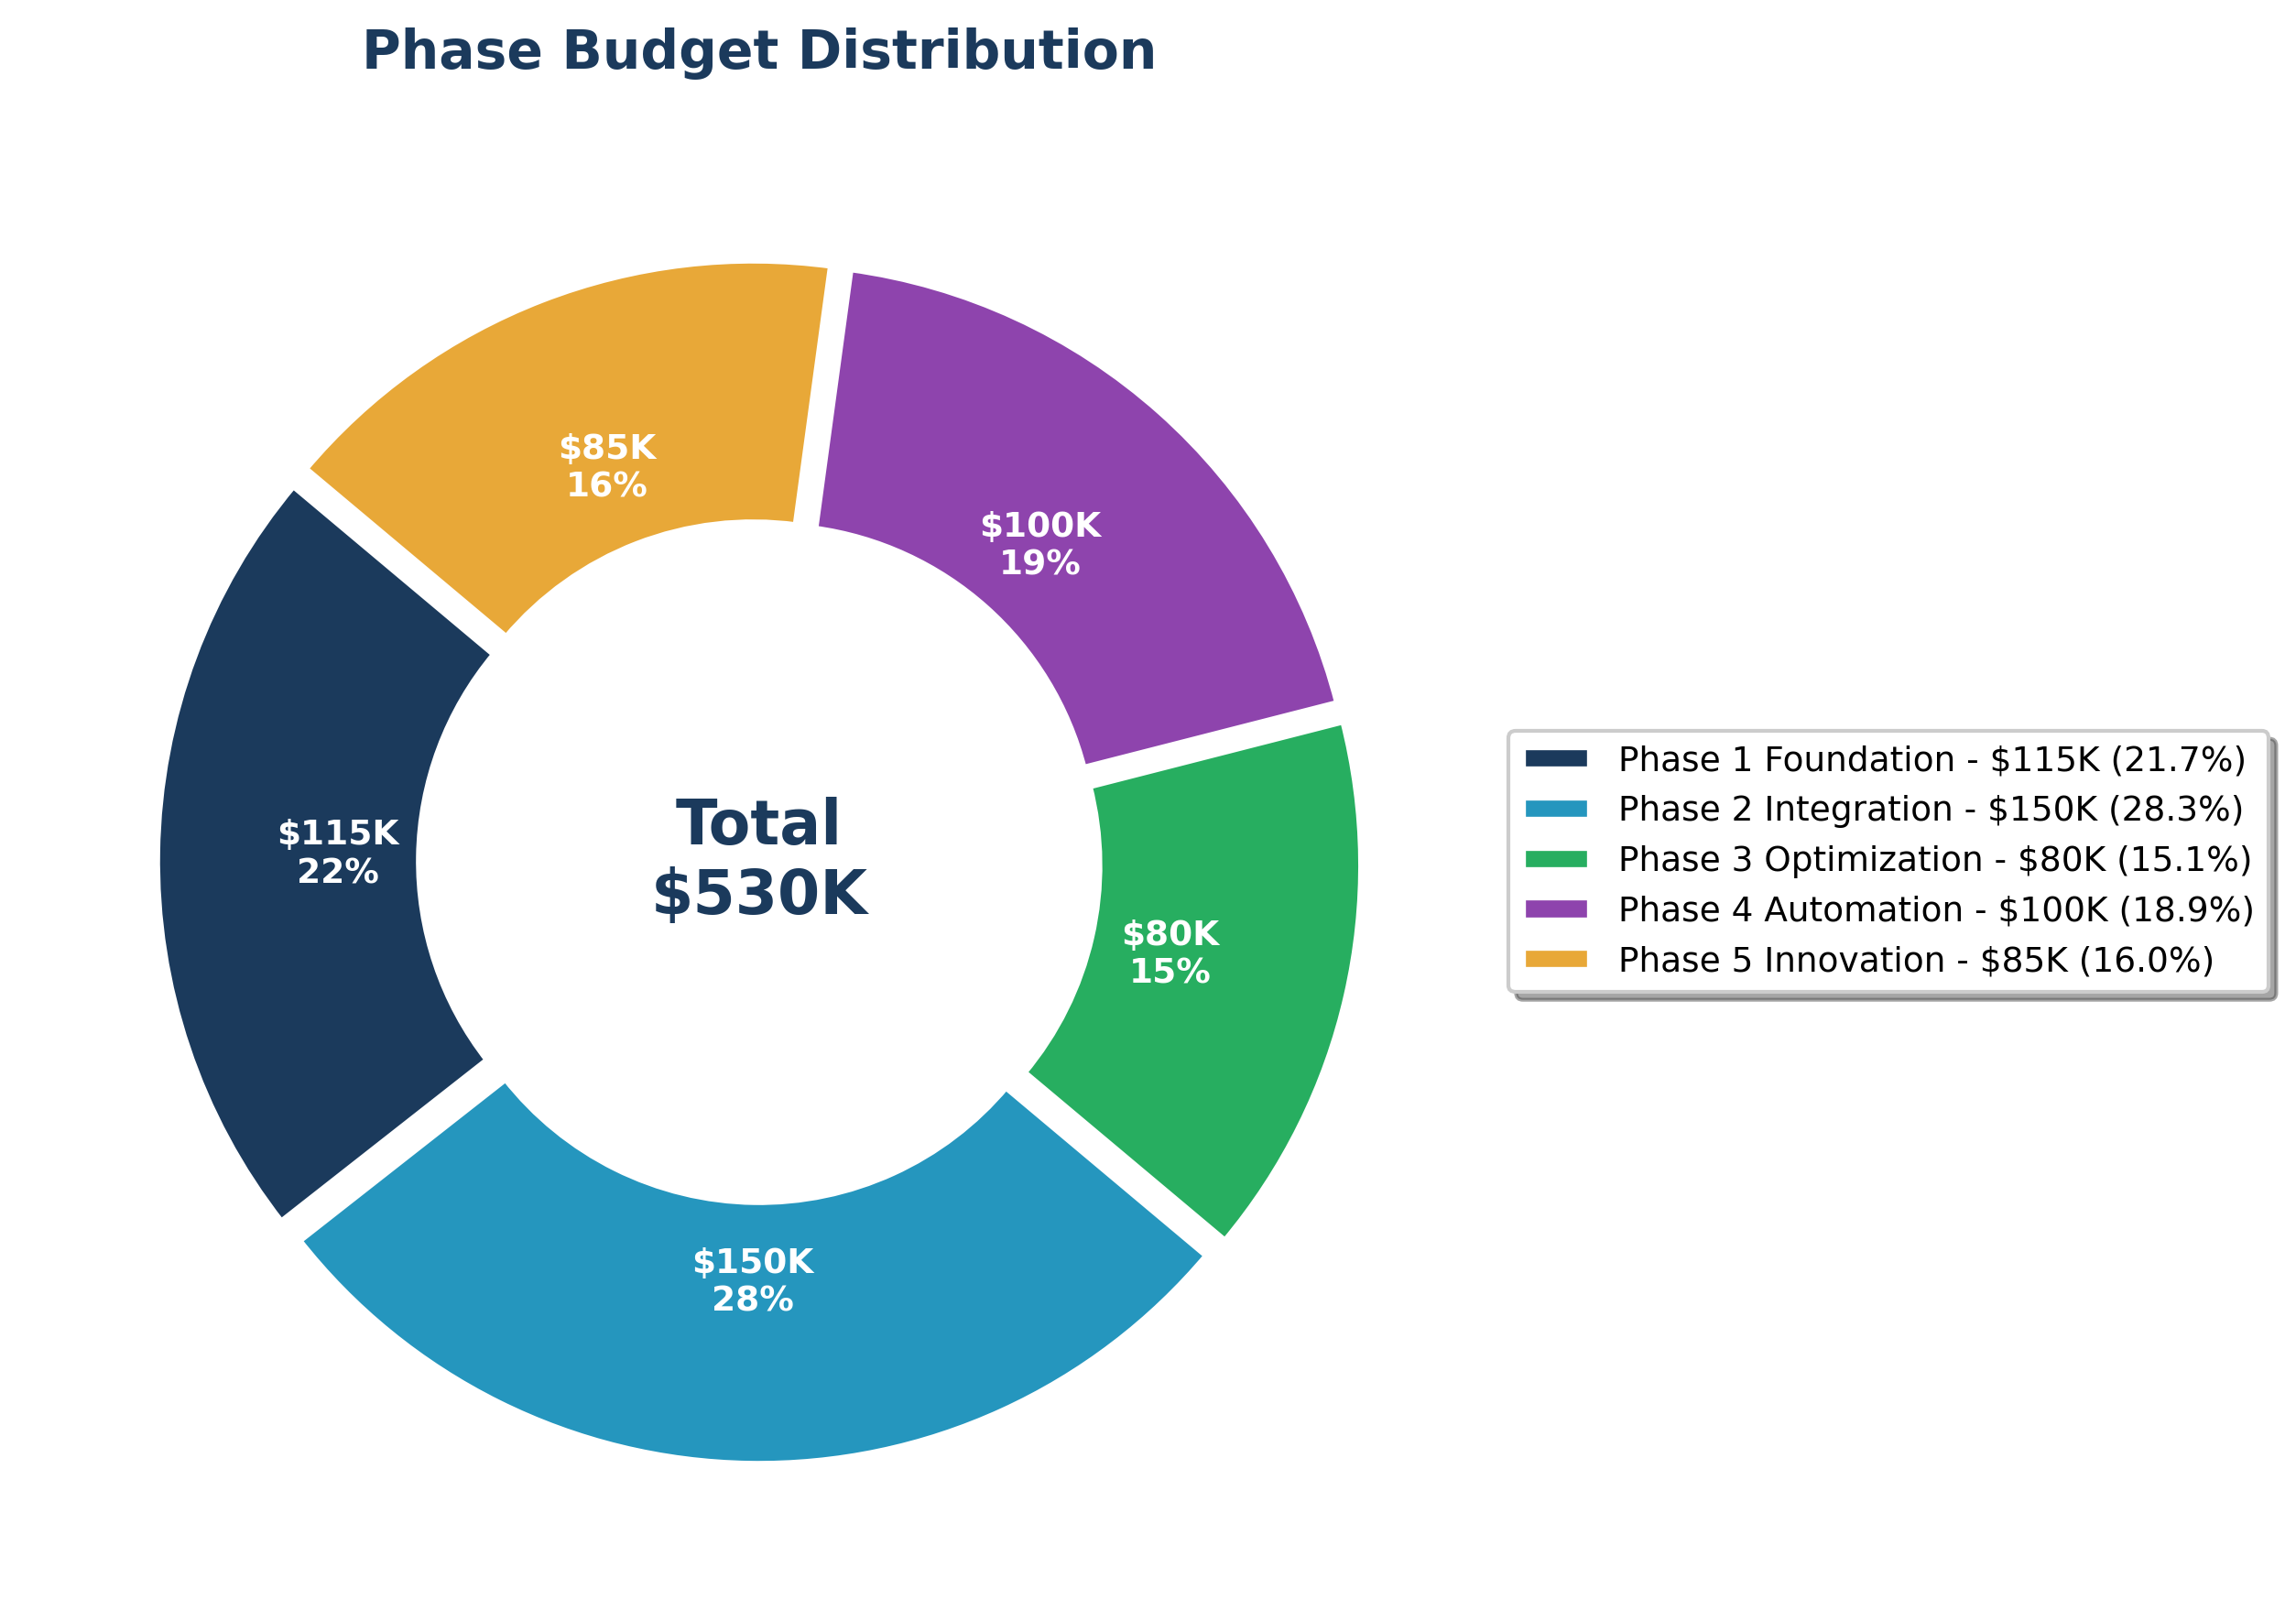 Phase Budget Distribution
$85K
16%
$100K
19%
$115K
22%
Total
$530K
$80K
15%
$150K
28%
Phase 1 Foundation - $115K (21.7%)
Phase 2 Integration - $150K (28.3%)
Phase 3 Optimization - $80K (15.1%)
Phase 4 Automation - $100K (18.9%)
Phase 5 Innovation - $85K (16.0%)